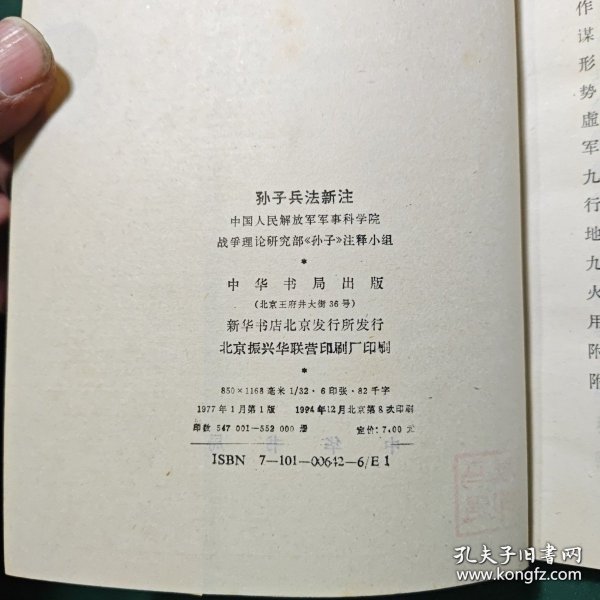 孙子兵法新注
中国人民解放军军事科学院
战争理论研究部《孙子》注释小组
*
中华书局出版
(北京王府井大街36号)
新华书店北京发行所发行
北京振兴华联营印刷厂印刷
*
850×1168毫米1/32·6印张·82千字
1977年1月第1版 1994年12月北京第8次印刷
印数547 001—552 000册 定价:7.00元
ISBN 7—101—00642—6/E1
作
谋
形
势
虚
军
九
行
地
九
火
用
附
附
孔夫子旧书网
www.kongfz.com